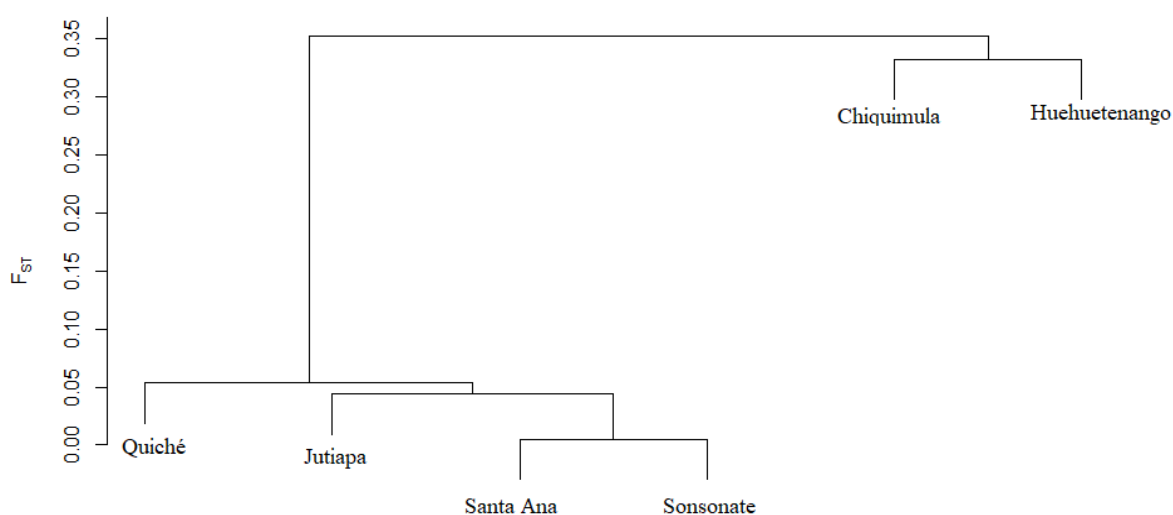 0.35
0.30
0.25
0.20
0.15
0.10
0.05
0.00
FST
Chiquimula
Huehuetenango
Quiché
Jutiapa
Santa Ana
Sonsonate